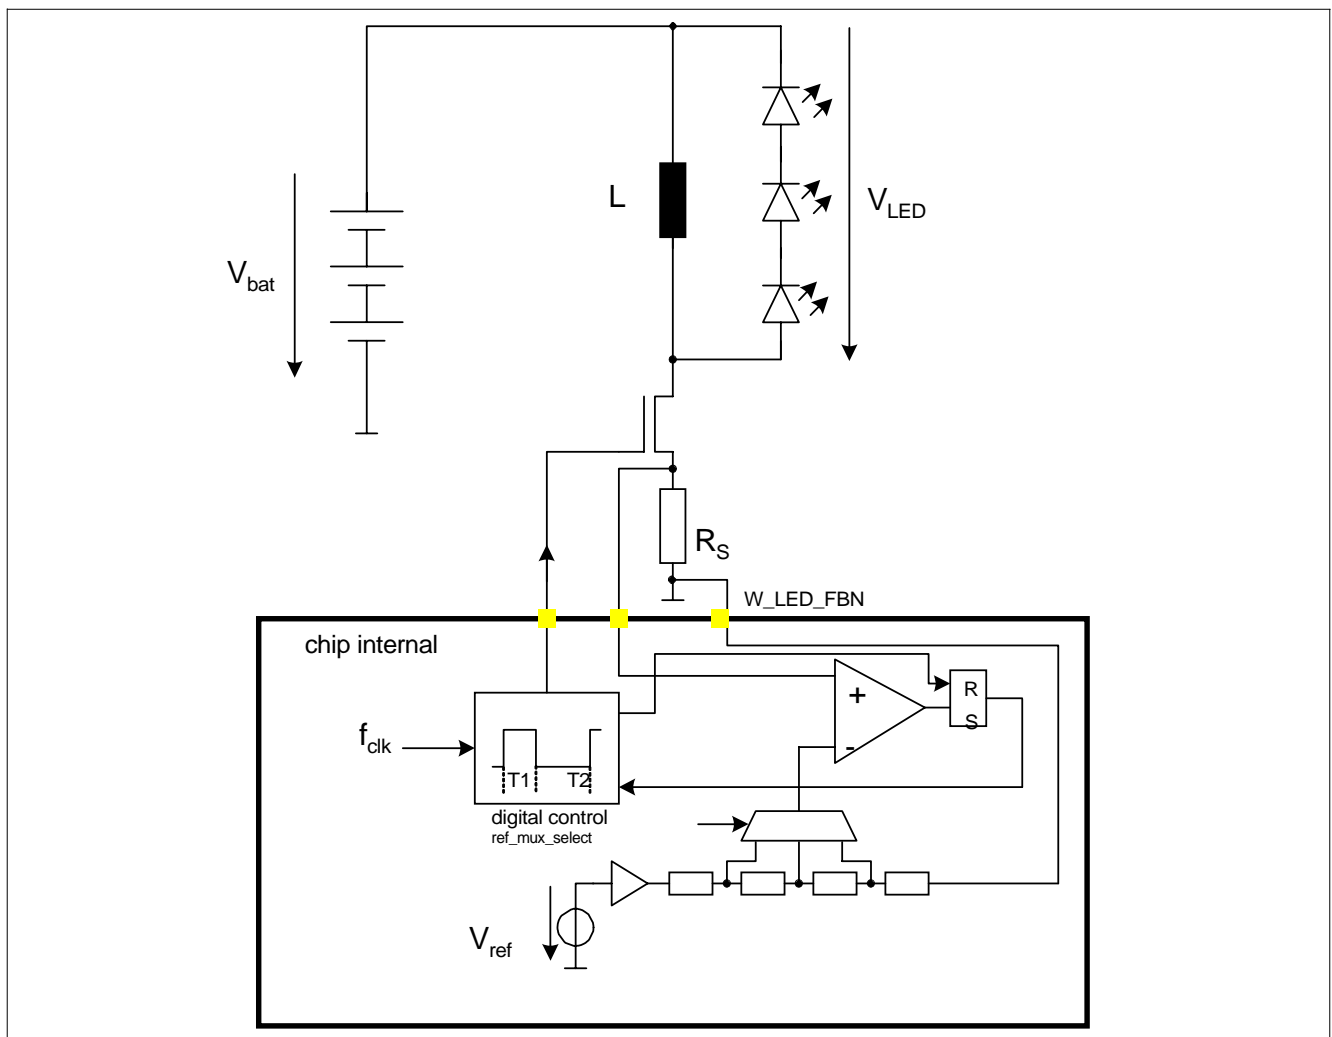 L
V_LED
V_bat
R_S
W_LED_FBN
chip internal
+
R
S
f_clk
T1 T2
-
digital control
ref_mux_select
V_ref